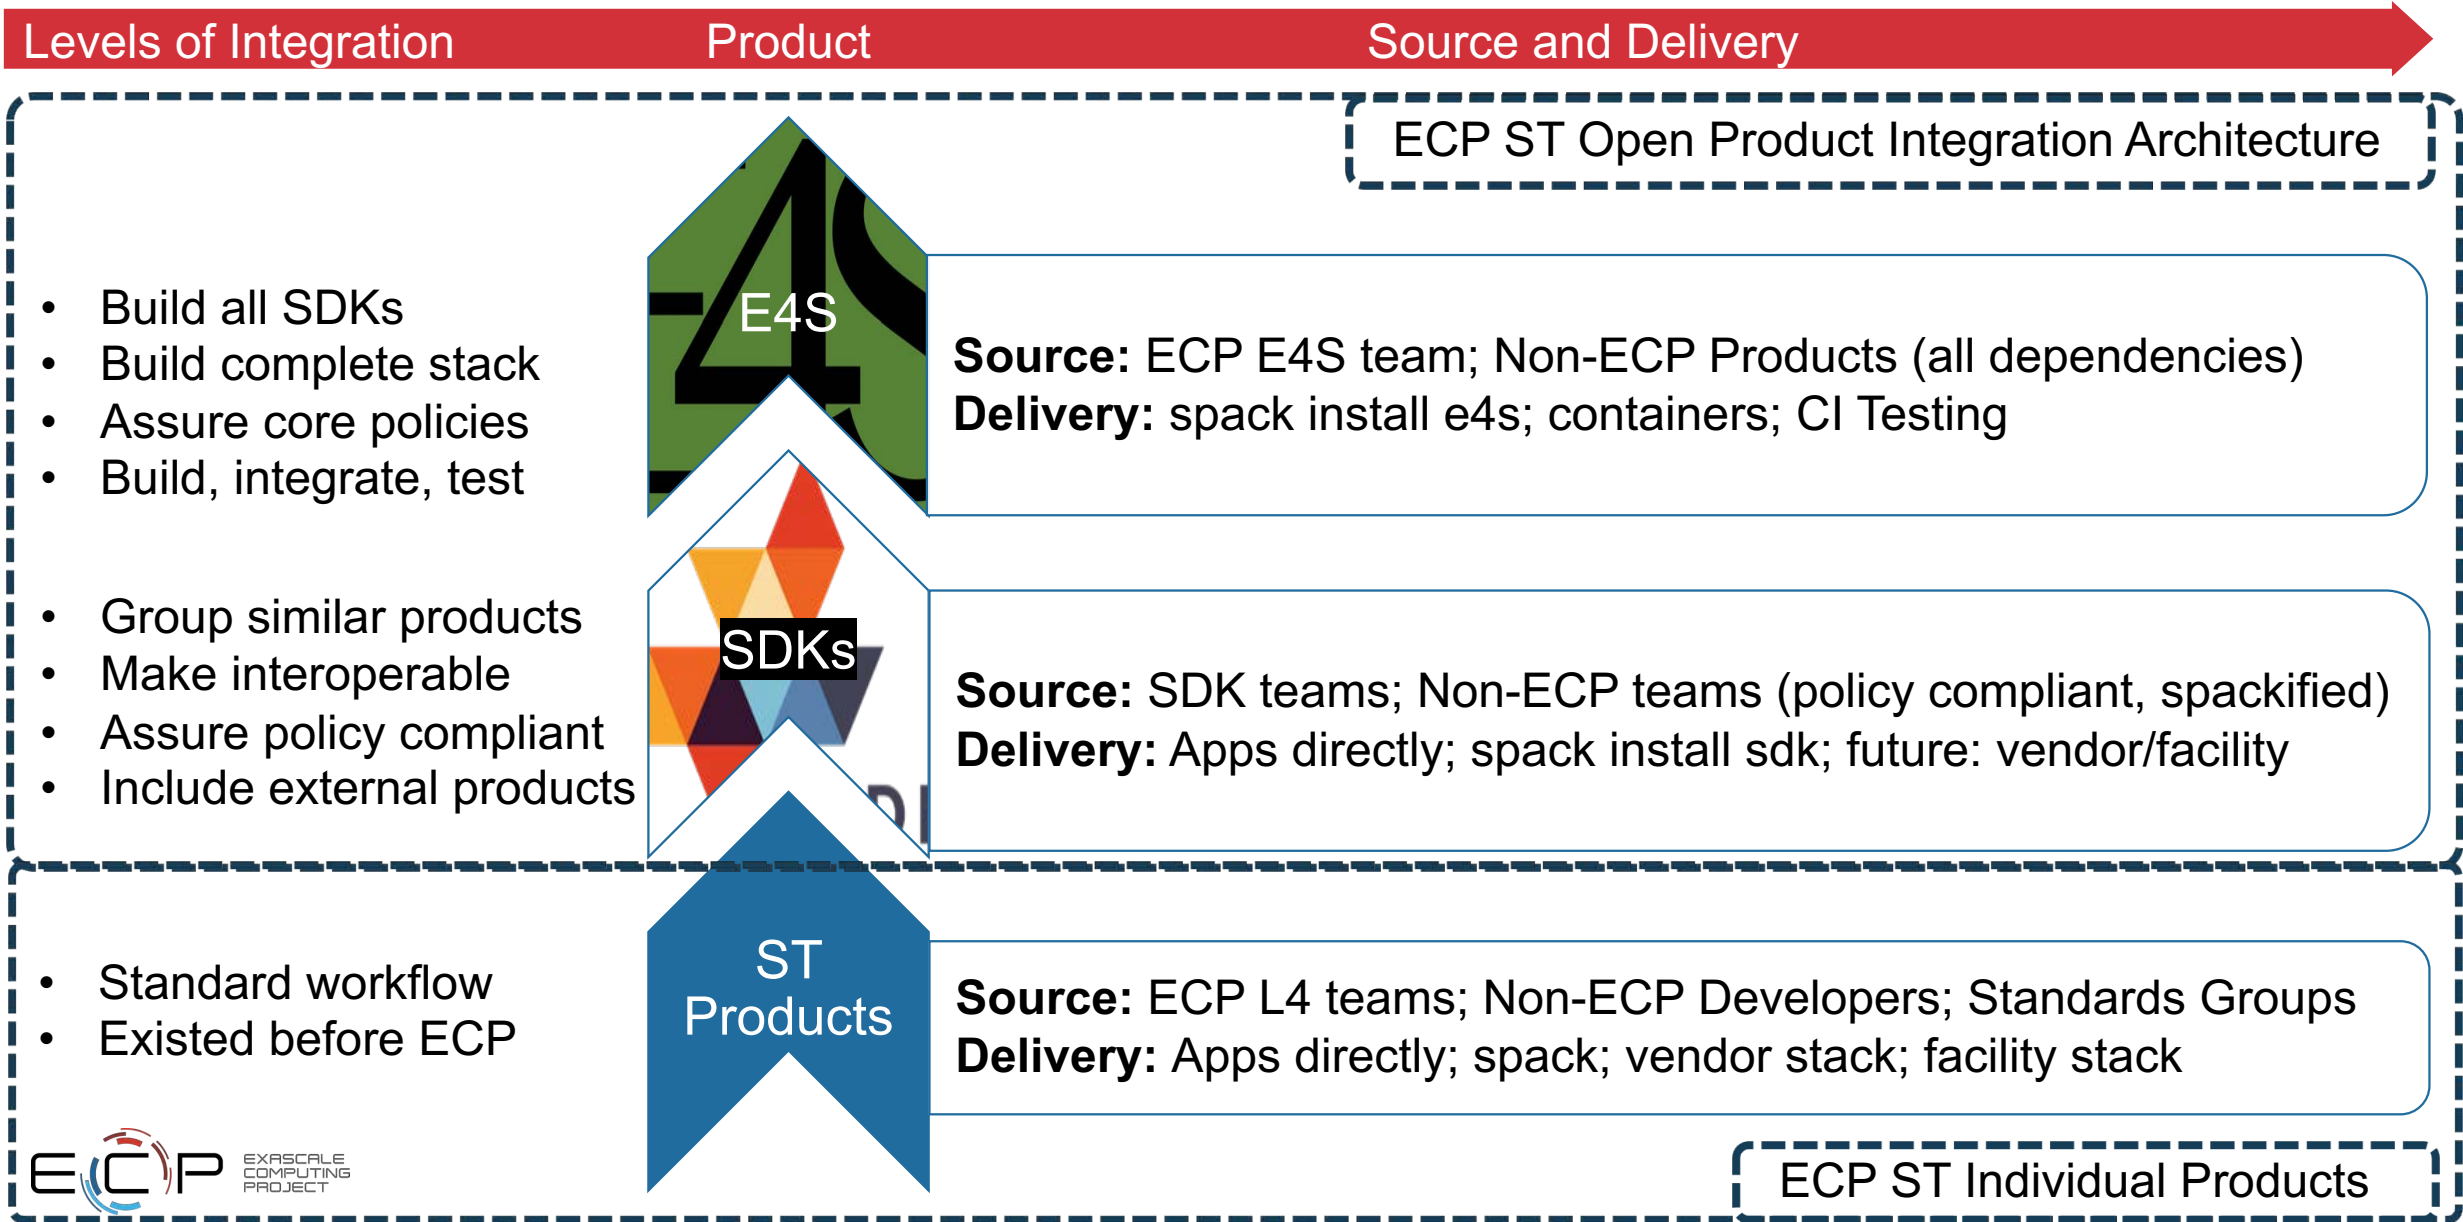 Levels of Integration Product Source and Delivery
ECP ST Open Product Integration Architecture
• Build all SDKs
• Build complete stack
• Assure core policies
• Build, integrate, test
E4S
Source: ECP E4S team; Non-ECP Products (all dependencies)
Delivery: spack install e4s; containers; CI Testing
• Group similar products
• Make interoperable
• Assure policy compliant
• Include external products
SDKs
Source: SDK teams; Non-ECP teams (policy compliant, spackified)
Delivery: Apps directly; spack install sdk; future: vendor/facility
• Standard workflow
• Existed before ECP
ST
Products
Source: ECP L4 teams; Non-ECP Developers; Standards Groups
Delivery: Apps directly; spack; vendor stack; facility stack
ECP
EXASCALE
COMPUTING
PROJECT
ECP ST Individual Products